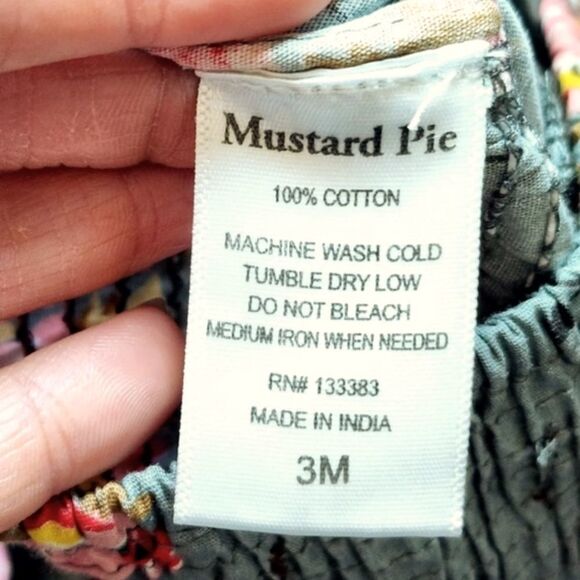 Mustard Pie
100% COTTON
MACHINE WASH COLD
TUMBLE DRY LOW
DO NOT BLEACH
MEDIUM IRON WHEN NEEDED
RN# 133383
MADE IN INDIA
3M